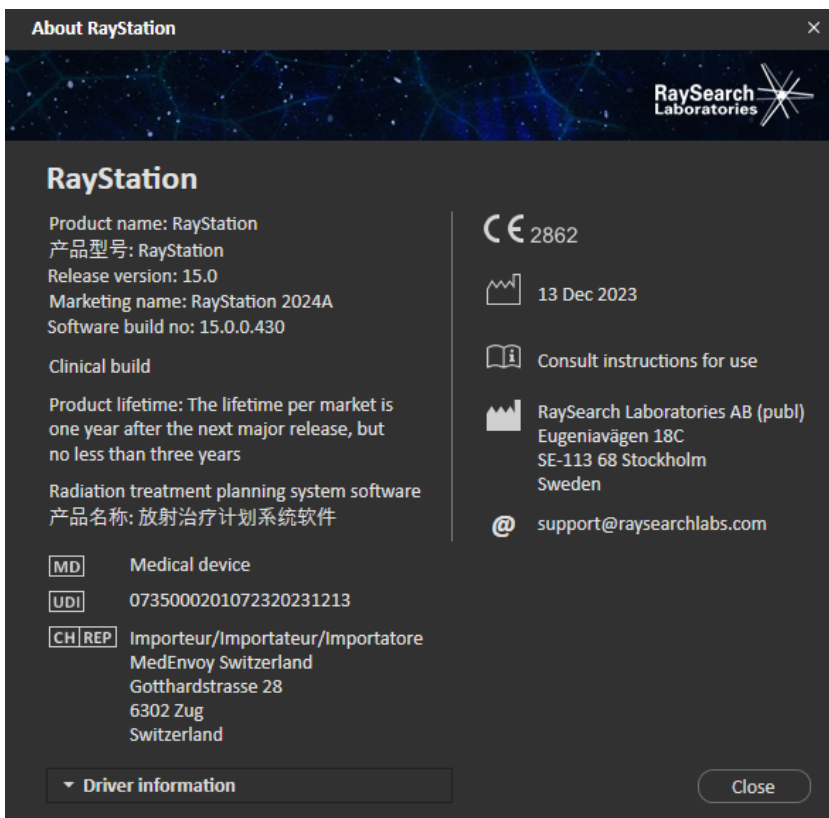 About RayStation
RaySearch
Laboratories
RayStation
Product name: RayStation
产品型号: RayStation
Release version: 15.0
Marketing name: RayStation 2024A
Software build no: 15.0.0.430
Clinical build
Product lifetime: The lifetime per market is
one year after the next major release, but
no less than three years
Radiation treatment planning system software
产品名称: 放射治疗计划系统软件
MD Medical device
UDI 0735000201072320231213
CH REP Importeur/Importateur/Importatore
MedEnvoy Switzerland
Gotthardstrasse 28
6302 Zug
Switzerland
CE 2862
13 Dec 2023
i Consult instructions for use
RaySearch Laboratories AB (publ)
Eugeniavägen 18C
SE-113 68 Stockholm
Sweden
@ support@raysearchlabs.com
Driver information
Close